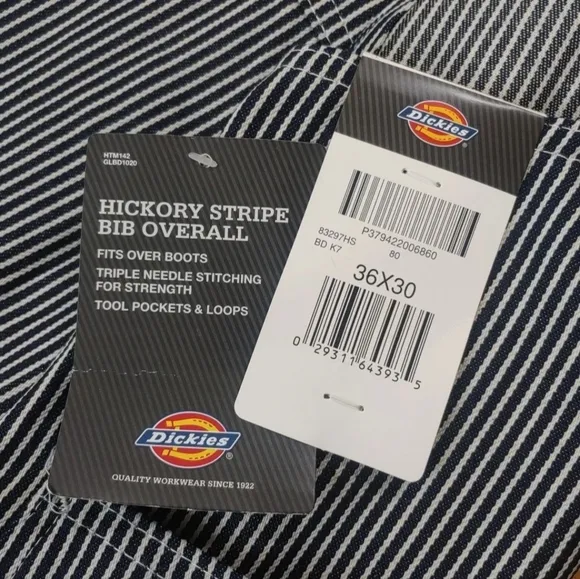 HTM142
GLBD1020
HICKORY STRIPE
BIB OVERALL
FITS OVER BOOTS
TRIPLE NEEDLE STITCHING
FOR STRENGTH
TOOL POCKETS & LOOPS
Dickies
®
QUALITY WORKWEAR SINCE 1922
Dickies
®
P379422006860
83297HS
80
BD K7
36X30
0 29311 64393 5